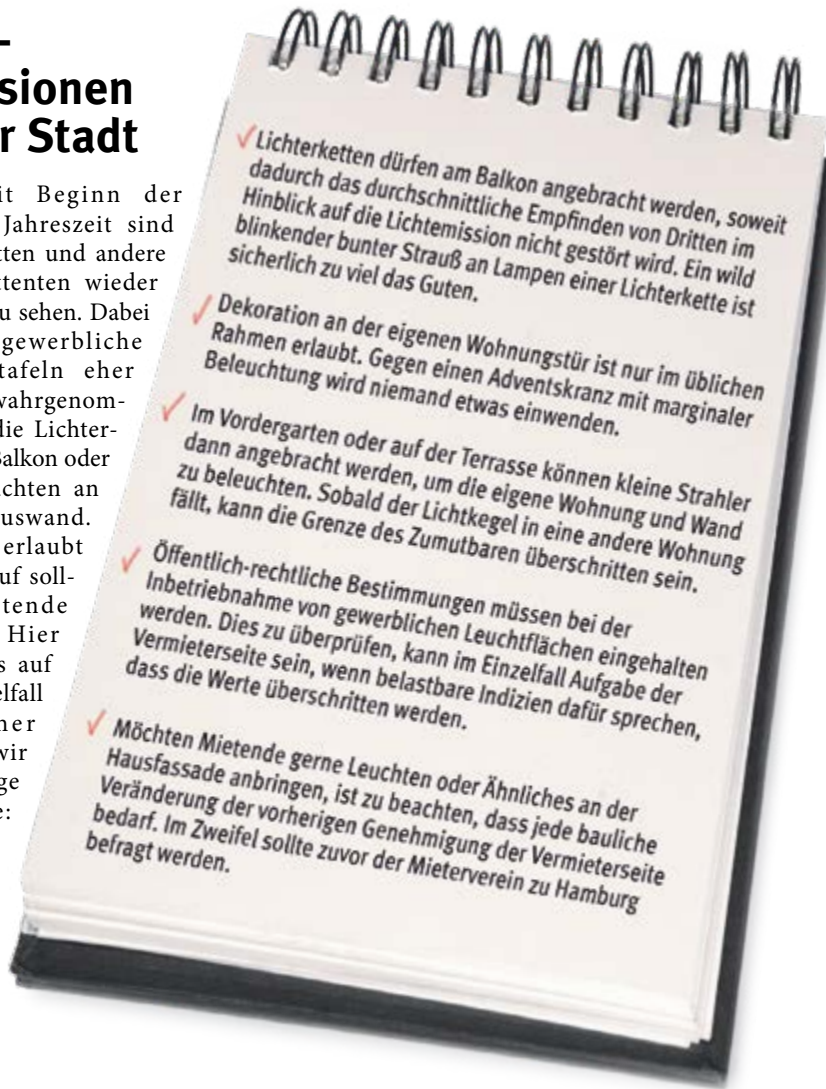 -
sionen
r Stadt
it Beginn der
Jahreszeit sind
tten und andere
ttenten wieder
u sehen. Dabei
gewerbliche
tafeln eher
wahrgenom-
die Lichter-
Balkon oder
chten an
uswand.
erlaubt
uf soll-
tende
Hier
s auf
elfall
her
wir
ge
e:
✓ Lichterketten dürfen am Balkon angebracht werden, soweit
dadurch das durchschnittliche Empfinden von Dritten im
Hinblick auf die Lichtemission nicht gestört wird. Ein wild
blinkender bunter Strauß an Lampen einer Lichterkette ist
sicherlich zu viel das Guten.
✓ Dekoration an der eigenen Wohnungstür ist nur im üblichen
Rahmen erlaubt. Gegen einen Adventskranz mit marginaler
Beleuchtung wird niemand etwas einwenden.
✓ Im Vordergarten oder auf der Terrasse können kleine Strahler
dann angebracht werden, um die eigene Wohnung und Wand
zu beleuchten. Sobald der Lichtkegel in eine andere Wohnung
fällt, kann die Grenze des Zumutbaren überschritten sein.
✓ Öffentlich-rechtliche Bestimmungen müssen bei der
Inbetriebnahme von gewerblichen Leuchtflächen eingehalten
werden. Dies zu überprüfen, kann im Einzelfall Aufgabe der
Vermieterseite sein, wenn belastbare Indizien dafür sprechen,
dass die Werte überschritten werden.
✓ Möchten Mietende gerne Leuchten oder Ähnliches an der
Hausfassade anbringen, ist zu beachten, dass jede bauliche
Veränderung der vorherigen Genehmigung der Vermieterseite
bedarf. Im Zweifel sollte zuvor der Mieterverein zu Hamburg
befragt werden.